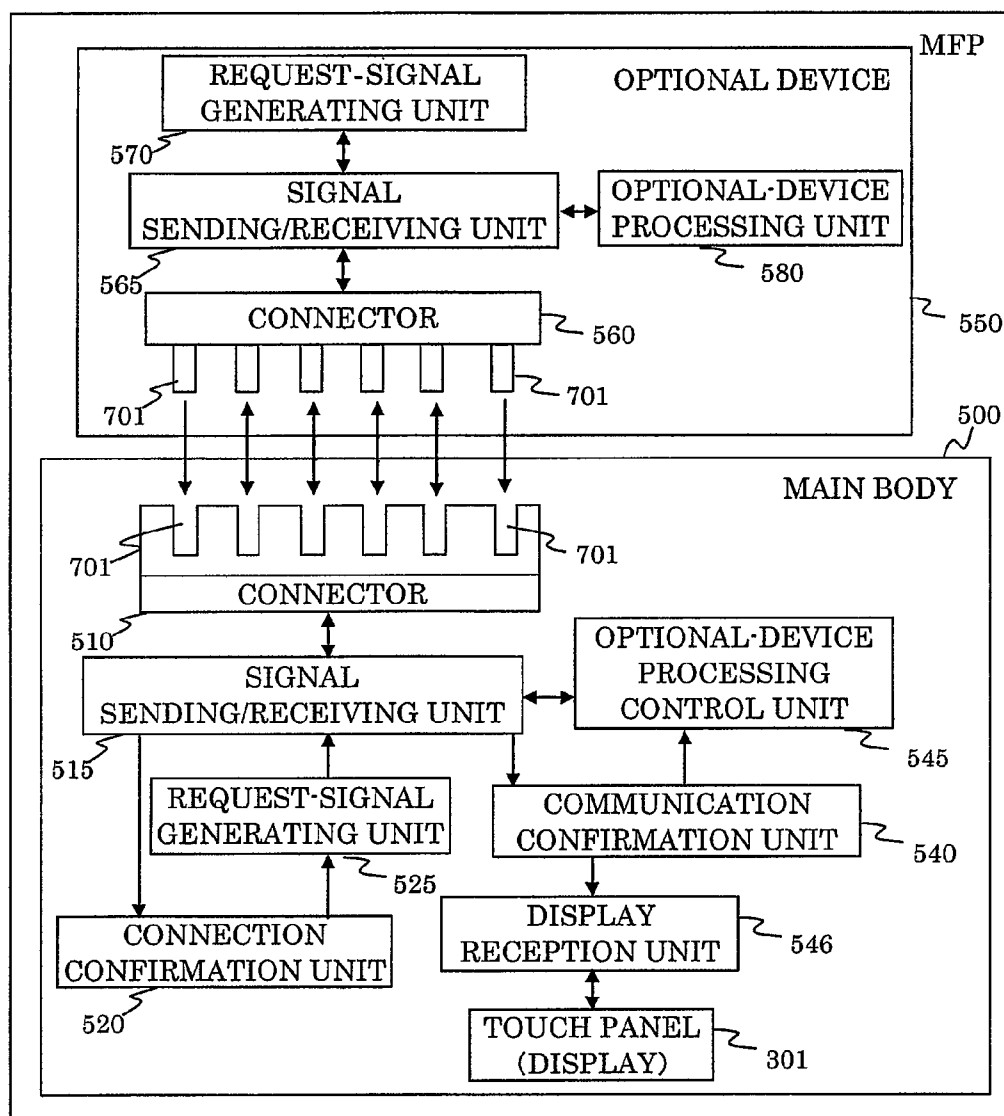 MFP
REQUEST-SIGNAL
GENERATING UNIT
OPTIONAL DEVICE
570
SIGNAL
SENDING/RECEIVING UNIT
OPTIONAL-DEVICE
PROCESSING UNIT
565
580
CONNECTOR
560
550
701
701
500
MAIN BODY
701
701
CONNECTOR
510
OPTIONAL-DEVICE
PROCESSING
CONTROL UNIT
SIGNAL
SENDING/RECEIVING UNIT
515
545
REQUEST-SIGNAL
GENERATING UNIT
COMMUNICATION
CONFIRMATION UNIT
540
525
CONNECTION
CONFIRMATION UNIT
DISPLAY
RECEPTION UNIT
546
520
TOUCH PANEL
(DISPLAY)
301